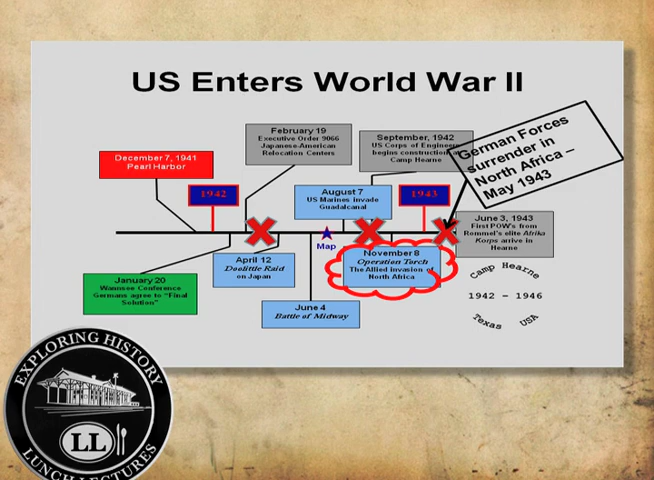 US Enters World War II
February 19
Executive Order 9066
Japanese-American
Relocation Centers
September, 1942
US Corps of Engineers
begins construction
Camp Hearne
German Forces
surrender in
North Africa –
May 1943
December 7, 1941
Pearl Harbor
1942
August 7
US Marines invade
Guadalcanal
1943
June 3, 1943
First POW's from
Rommel's elite Afrika
Korps arrive in
Hearne
Map
April 12
Doolittle Raid
on Japan
November 8
Operation Torch
The Allied invasion of
North Africa
January 20
Wannsee Conference
Germans agree to "Final
Solution"
June 4
Battle of Midway
Camp Hearne
1942 - 1946
Texas USA
EXPLORING HISTORY
LL
LUNCH LECTURES